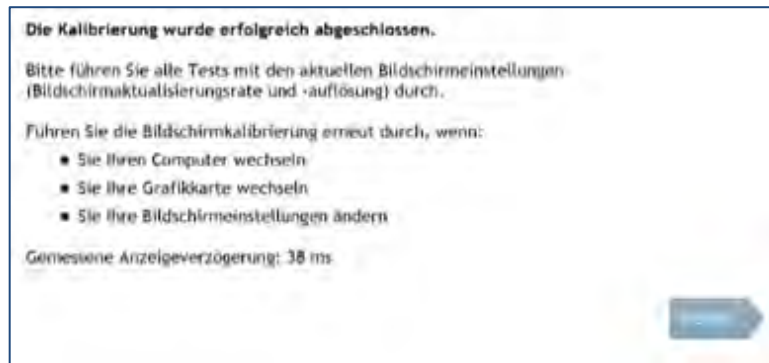 Die Kalibrierung wurde erfolgreich abgeschlossen.
Bitte führen Sie alle Tests mit den aktuellen Bildschirmeinstellungen
(Bildschirmaktualisierungsrate und -auflösung) durch.
Führen Sie die Bildschirmkalibrierung erneut durch, wenn:
• Sie Ihren Computer wechseln
• Sie Ihre Grafikkarte wechseln
• Sie Ihre Bildschirmeinstellungen ändern
Gemessene Anzeigeverzögerung: 38 ms